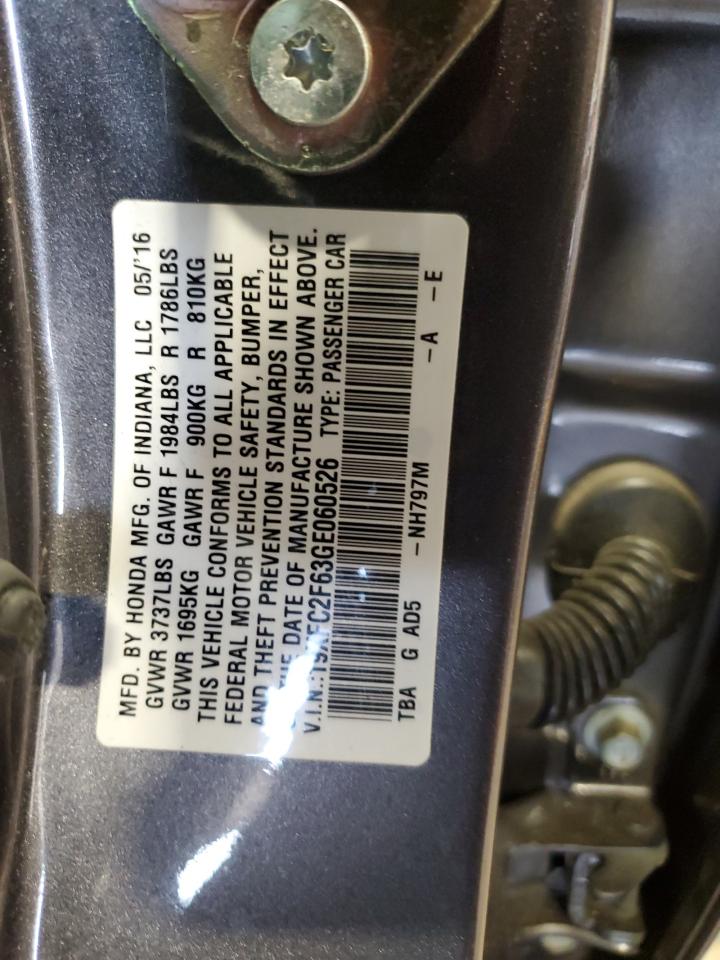 MFD. BY HONDA MFG. OF INDIANA, LLC 05/'16
GVWR 3737LBS GAWR F 1984LBS R 1786LBS
GVWR 1695KG GAWR F 900KG R 810KG
THIS VEHICLE CONFORMS TO ALL APPLICABLE
FEDERAL MOTOR VEHICLE SAFETY, BUMPER,
AND THEFT PREVENTION STANDARDS IN EFFECT
THE DATE OF MANUFACTURE SHOWN ABOVE.
V.I.N.: TYPE: PASSENGER CAR
TBA G AD5 -NH797M -A -E